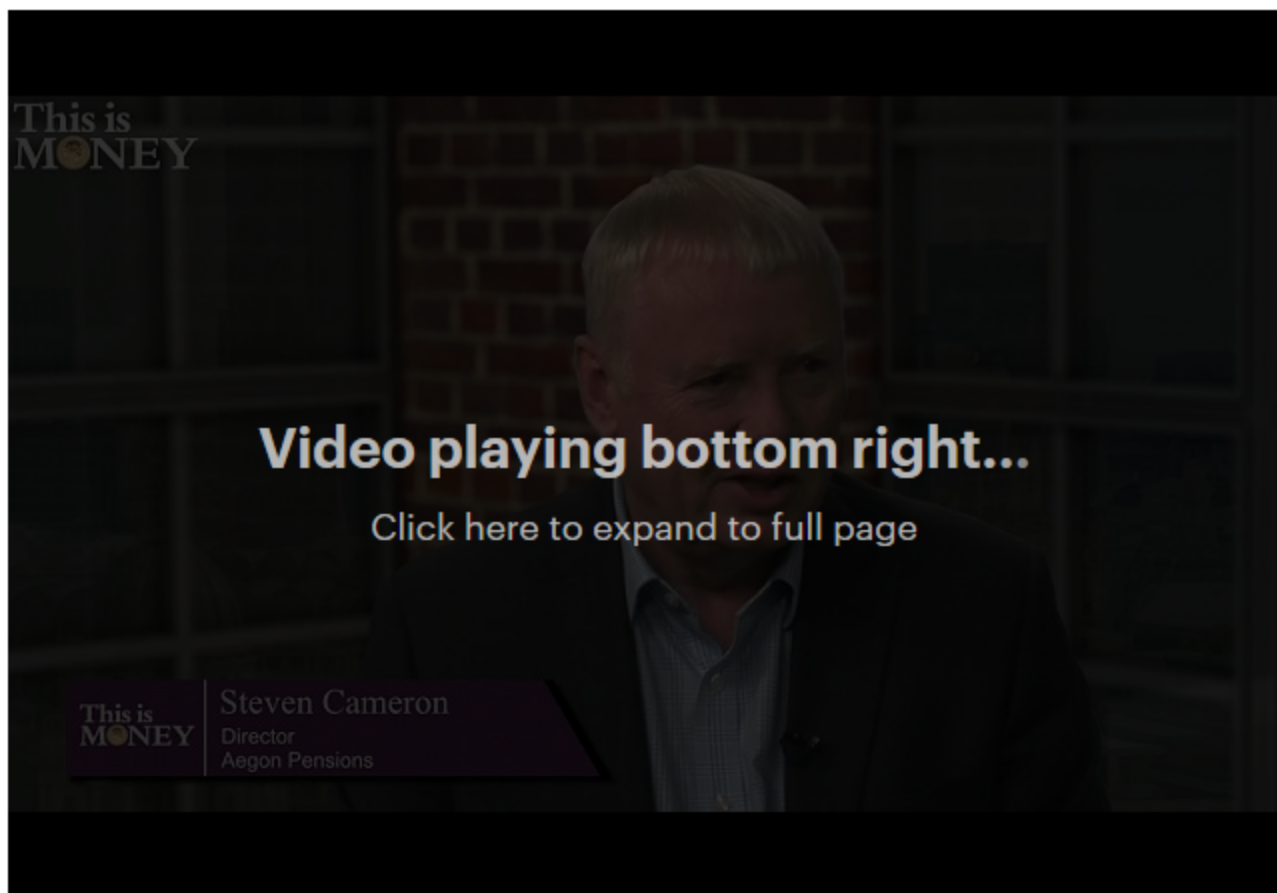 This is
MONEY
Video playing bottom right...
Click here to expand to full page
This is
MONEY
Steven Cameron
Director
Aegon Pensions